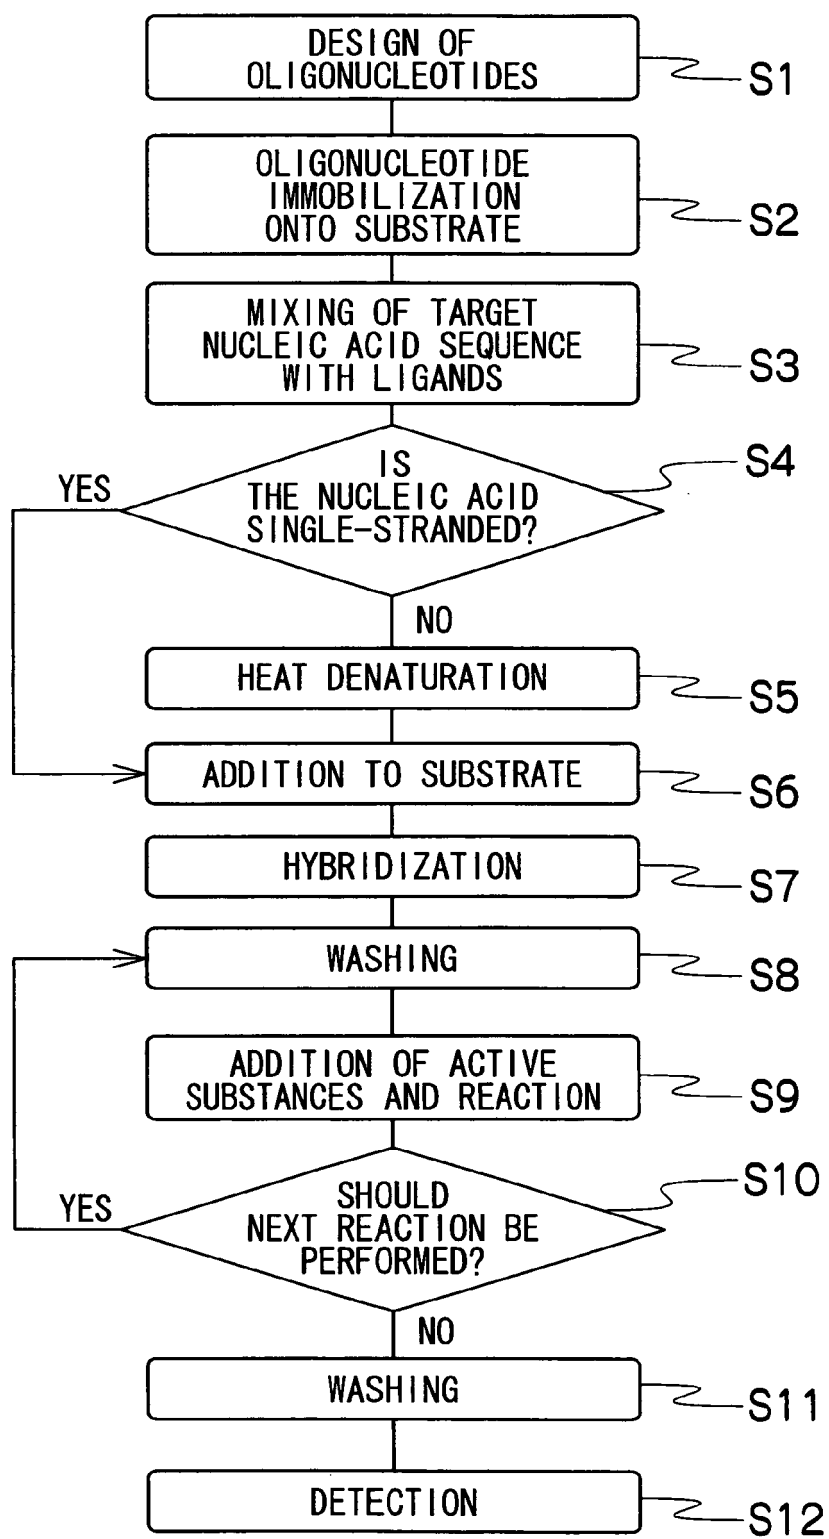 DESIGN OF
OLIGONUCLEOTIDES
S1
OLIGONUCLEOTIDE
IMMOBILIZATION
ONTO SUBSTRATE
S2
MIXING OF TARGET
NUCLEIC ACID SEQUENCE
WITH LIGANDS
S3
IS
THE NUCLEIC ACID
SINGLE-STRANDED?
S4
YES
NO
HEAT DENATURATION
S5
ADDITION TO SUBSTRATE
S6
HYBRIDIZATION
S7
WASHING
S8
ADDITION OF ACTIVE
SUBSTANCES AND REACTION
S9
SHOULD
NEXT REACTION BE
PERFORMED?
S10
YES
NO
WASHING
S11
DETECTION
S12